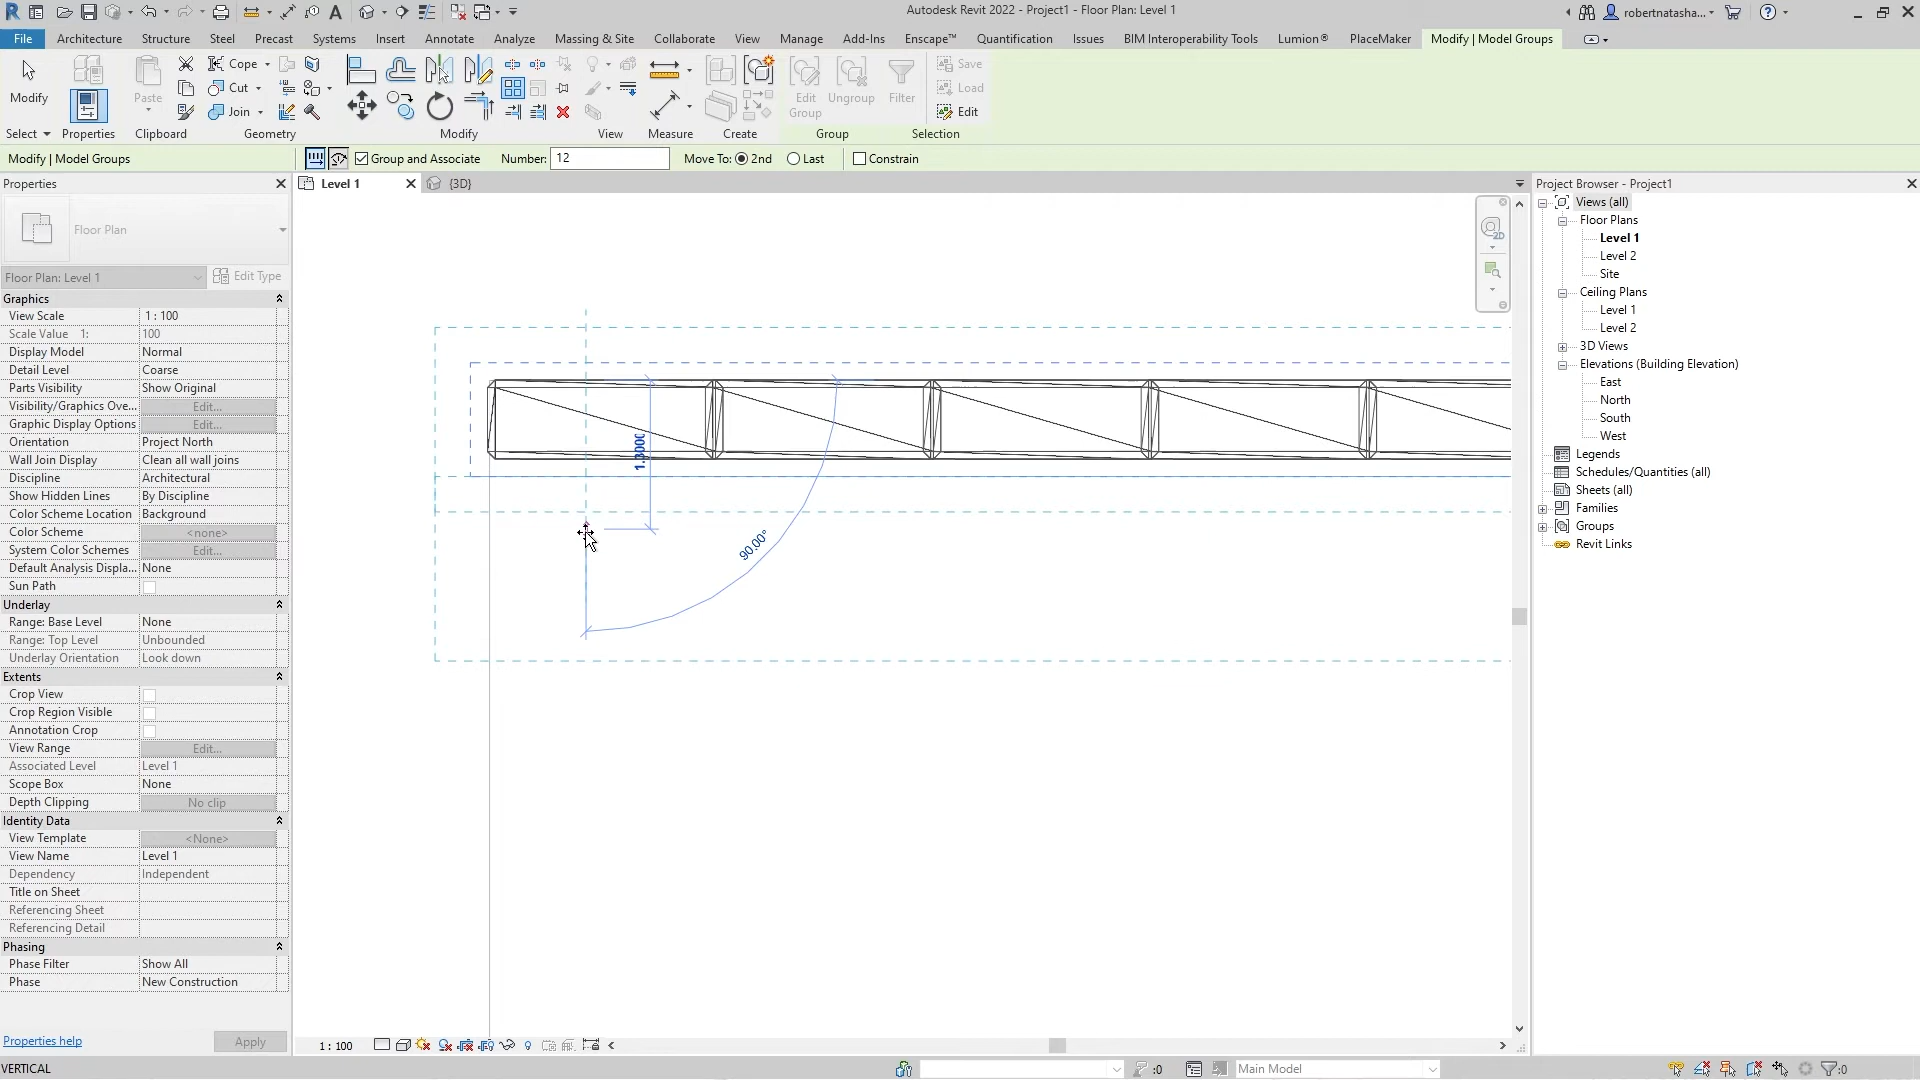 Autodesk Revit 2022 - Project1 - Floor Plan: Level 1
robertnatasha...
File Architecture Structure Steel Precast Systems Insert Annotate Analyze Massing & Site Collaborate View Manage Add-Ins Enscape™ Quantification Issues BIM Interoperability Tools Lumion® PlaceMaker Modify | Model Groups
Modify
Properties
Paste
Cope
Cut
Join
Edit
Group
Ungroup
Filter
Save
Load
Edit
Select Properties Clipboard Geometry Modify View Measure Create Group Selection
Modify | Model Groups Group and Associate Number: 12 Move To: 2nd Last Constrain
Properties
Level 1
{3D}
Project Browser - Project1
Floor Plan
Floor Plan: Level 1 Edit Type
Graphics
View Scale 1 : 100
Scale Value 1: 100
Display Model Normal
Detail Level Coarse
Parts Visibility Show Original
Visibility/Graphics Ove... Edit...
Graphic Display Options Edit...
Orientation Project North
Wall Join Display Clean all wall joins
Discipline Architectural
Show Hidden Lines By Discipline
Color Scheme Location Background
Color Scheme <none>
System Color Schemes Edit...
Default Analysis Displa... None
Sun Path
Underlay
Range: Base Level None
Range: Top Level Unbounded
Underlay Orientation Look down
Extents
Crop View
Crop Region Visible
Annotation Crop
View Range Edit...
Associated Level Level 1
Scope Box None
Depth Clipping No clip
Identity Data
View Template <None>
View Name Level 1
Dependency Independent
Title on Sheet
Referencing Sheet
Referencing Detail
Phasing
Phase Filter Show All
Phase New Construction
Properties help Apply
2D
90.00°
Views (all)
Floor Plans
Level 1
Level 2
Site
Ceiling Plans
Level 1
Level 2
3D Views
Elevations (Building Elevation)
East
North
South
West
Legends
Schedules/Quantities (all)
Sheets (all)
Families
Groups
Revit Links
1 : 100
VERTICAL
:0
Main Model
:0